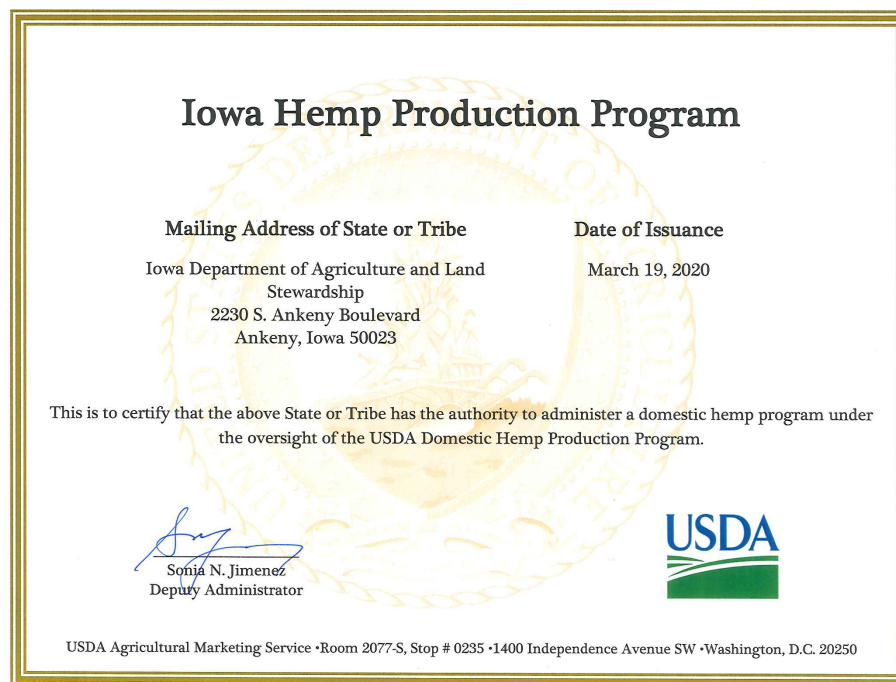 Iowa Hemp Production Program
Mailing Address of State or Tribe
Iowa Department of Agriculture and Land
Stewardship
2230 S. Ankeny Boulevard
Ankeny, Iowa 50023
Date of Issuance
March 19, 2020
This is to certify that the above State or Tribe has the authority to administer a domestic hemp program under
the oversight of the USDA Domestic Hemp Production Program.
Sonia N. Jimenez
Deputy Administrator
USDA
USDA Agricultural Marketing Service •Room 2077-S, Stop # 0235 •1400 Independence Avenue SW •Washington, D.C. 20250